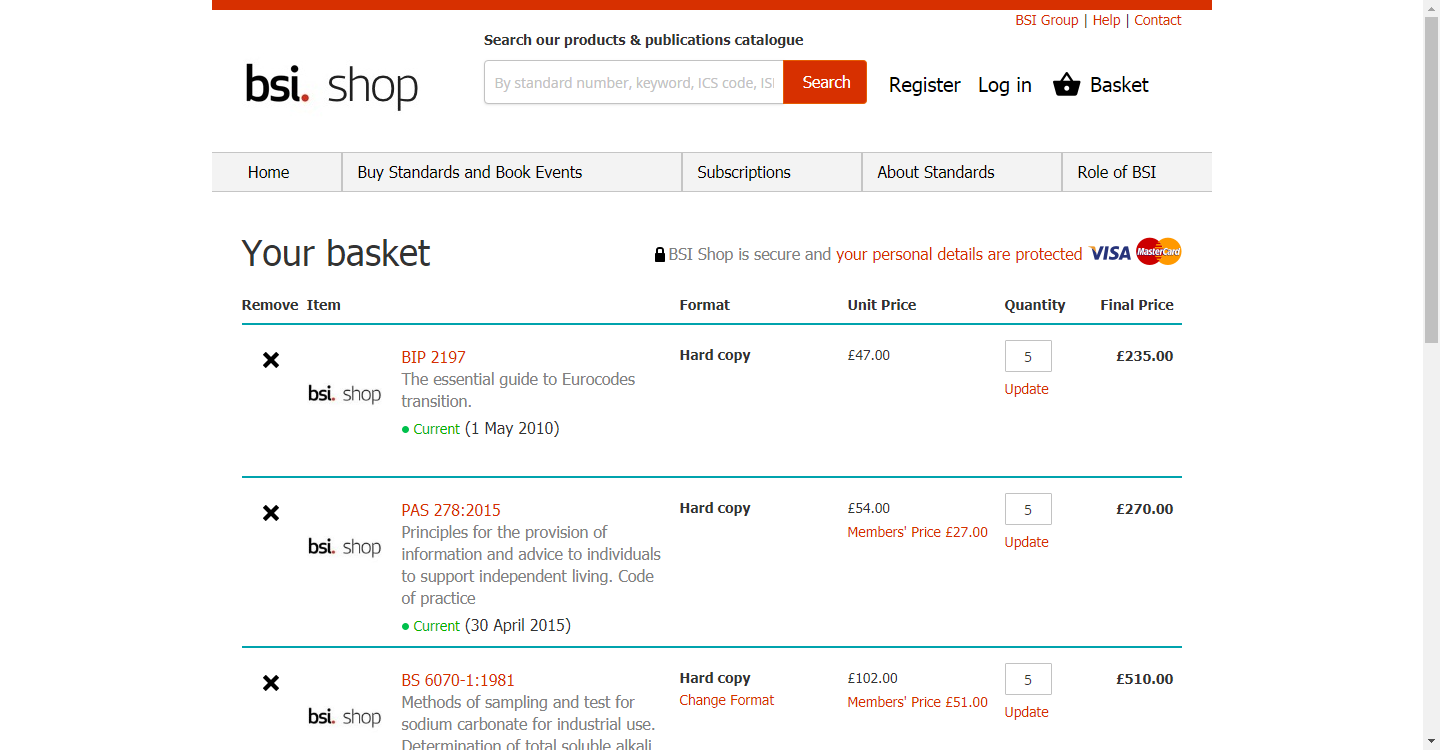 BSI Group | Help | Contact
Search our products & publications catalogue
bsi. shop
By standard number, keyword, ICS code, IS
Search
Register
Log in
Basket
Home
Buy Standards and Book Events
Subscriptions
About Standards
Role of BSI
Your basket
BSI Shop is secure and your personal details are protected
VISA
MasterCard
Remove Item Format Unit Price Quantity Final Price
bsi. shop
BIP 2197
The essential guide to Eurocodes
transition.
Current (1 May 2010)
Hard copy
£47.00
5
Update
£235.00
bsi. shop
PAS 278:2015
Principles for the provision of
information and advice to individuals
to support independent living. Code
of practice
Current (30 April 2015)
Hard copy
£54.00
Members' Price £27.00
5
Update
£270.00
bsi. shop
BS 6070-1:1981
Methods of sampling and test for
sodium carbonate for industrial use.
Determination of total soluble alkali
Hard copy
Change Format
£102.00
Members' Price £51.00
5
Update
£510.00